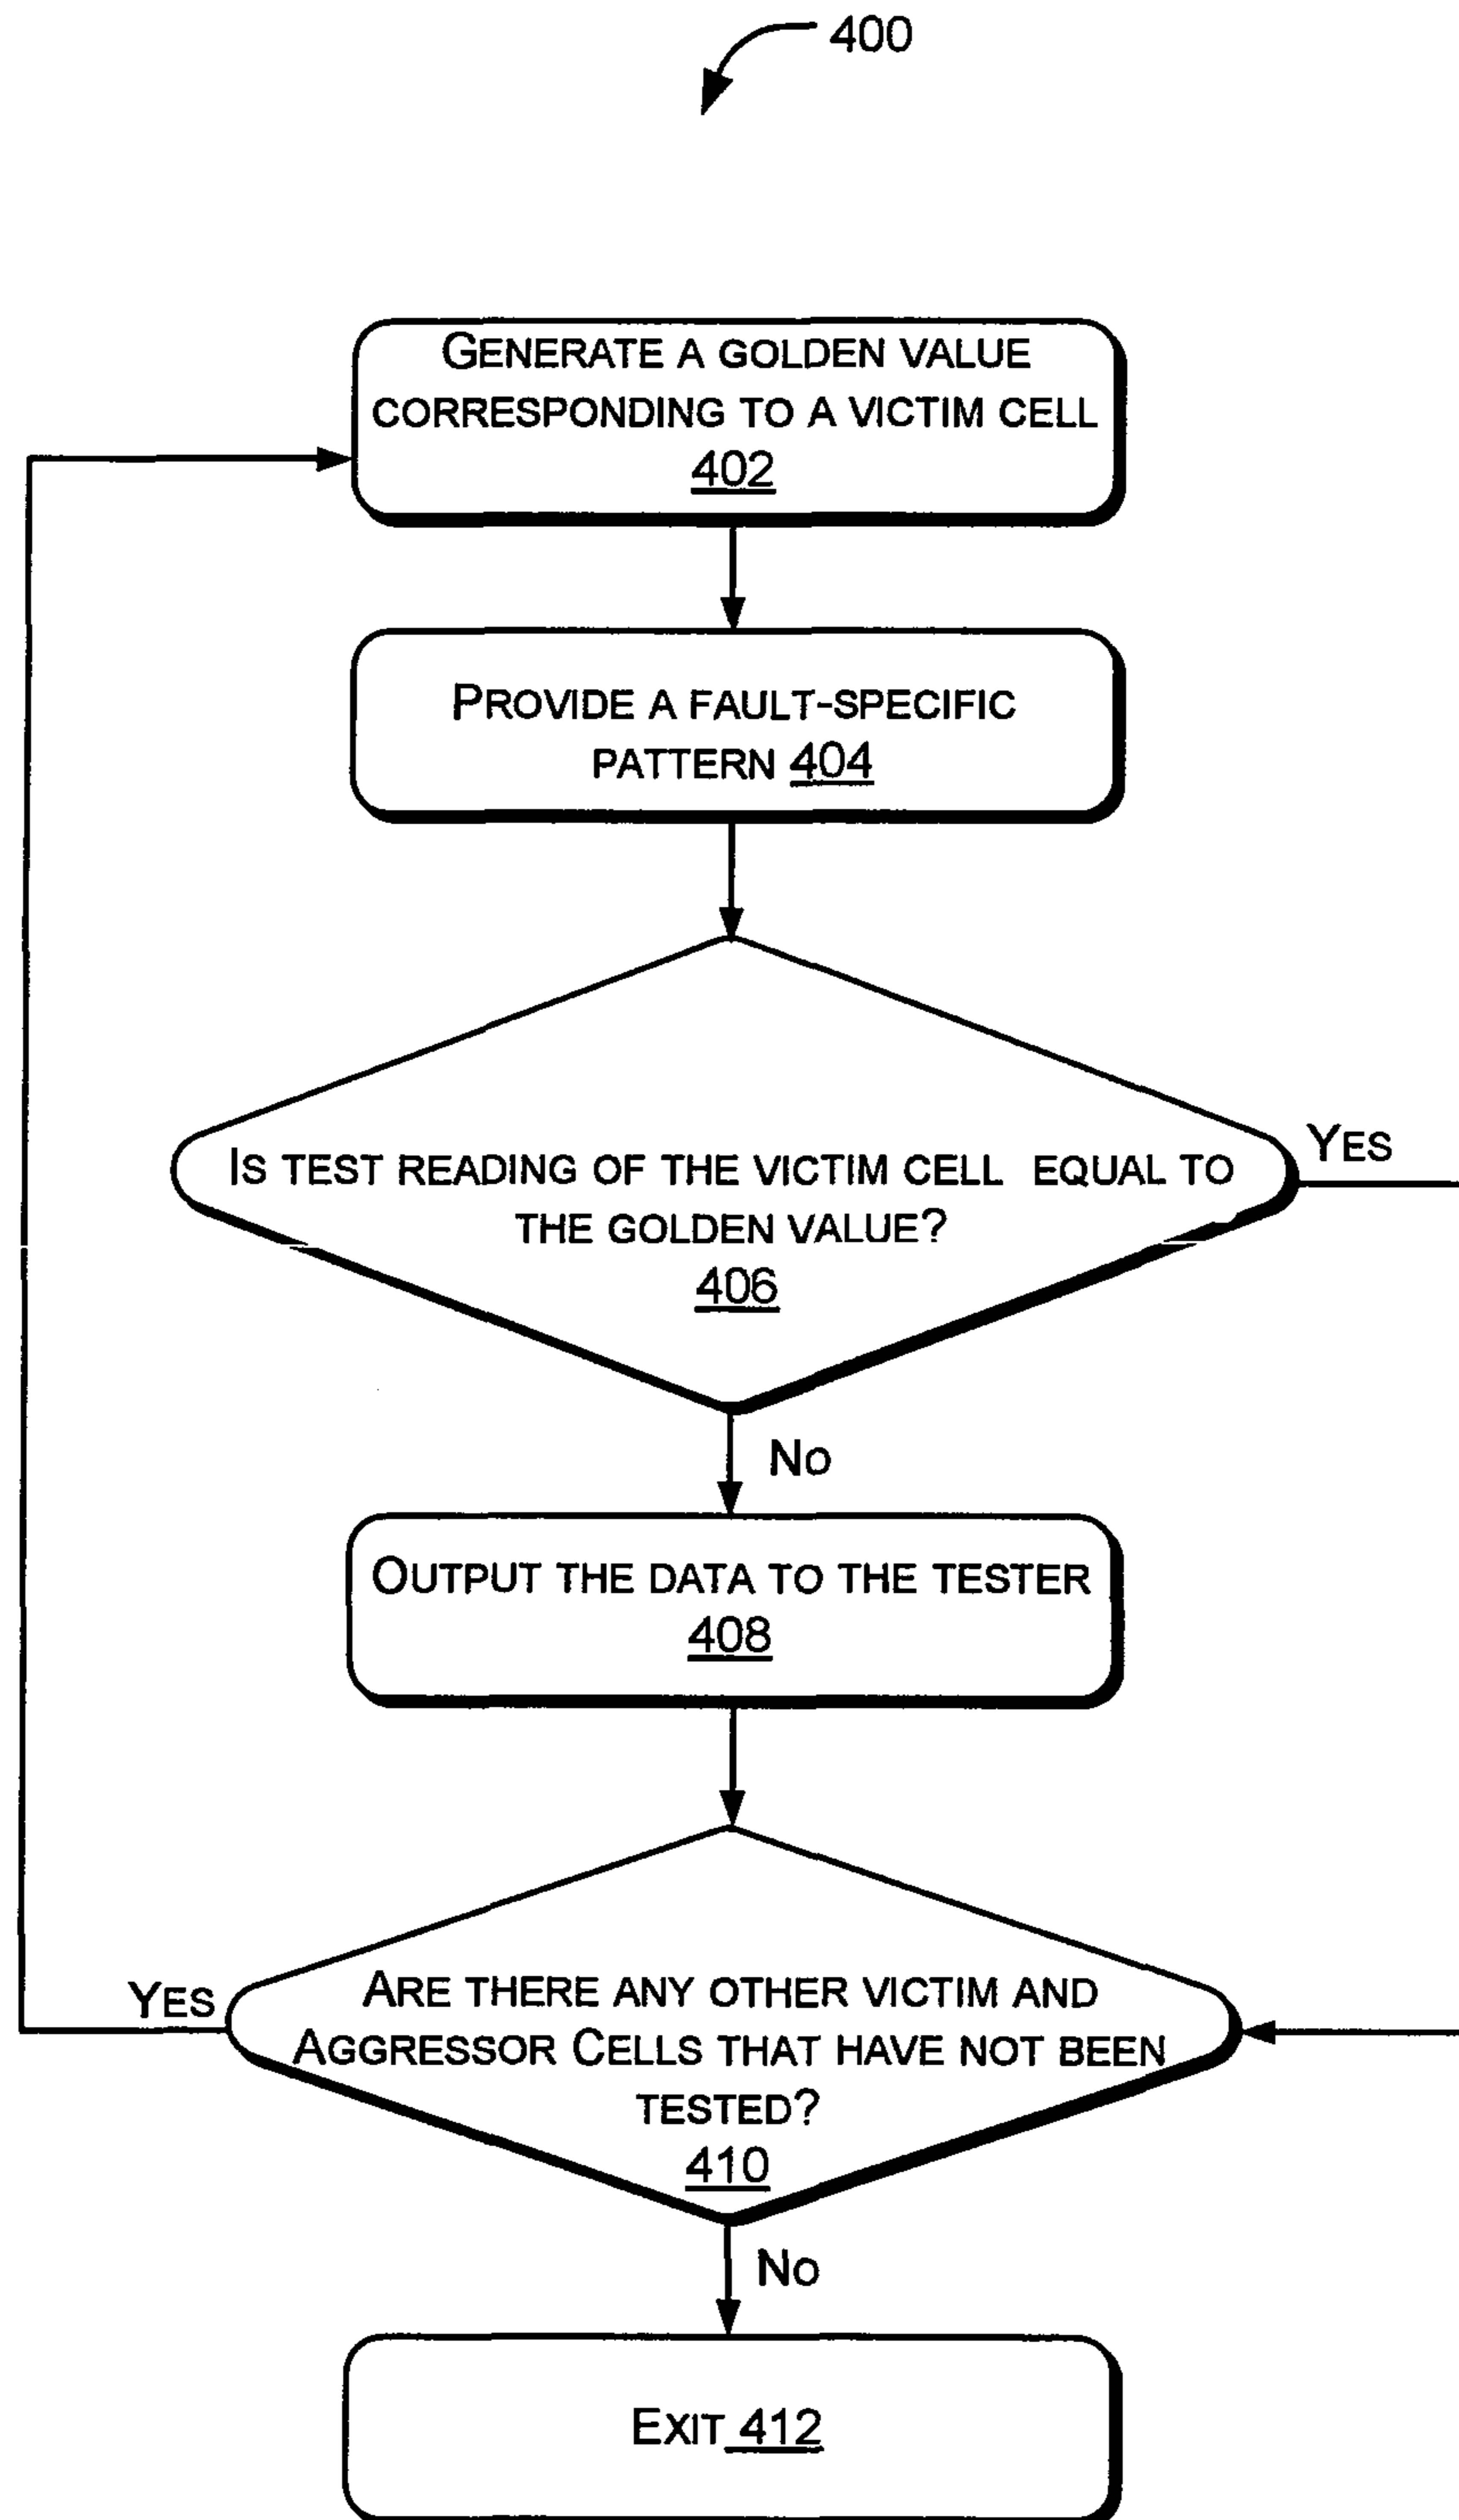 400
GENERATE A GOLDEN VALUE
CORRESPONDING TO A VICTIM CELL
402
PROVIDE A FAULT-SPECIFIC
PATTERN 404
IS TEST READING OF THE VICTIM CELL EQUAL TO
THE GOLDEN VALUE?
406
YES
NO
OUTPUT THE DATA TO THE TESTER
408
ARE THERE ANY OTHER VICTIM AND
AGGRESSOR CELLS THAT HAVE NOT BEEN
TESTED?
410
YES
NO
EXIT 412